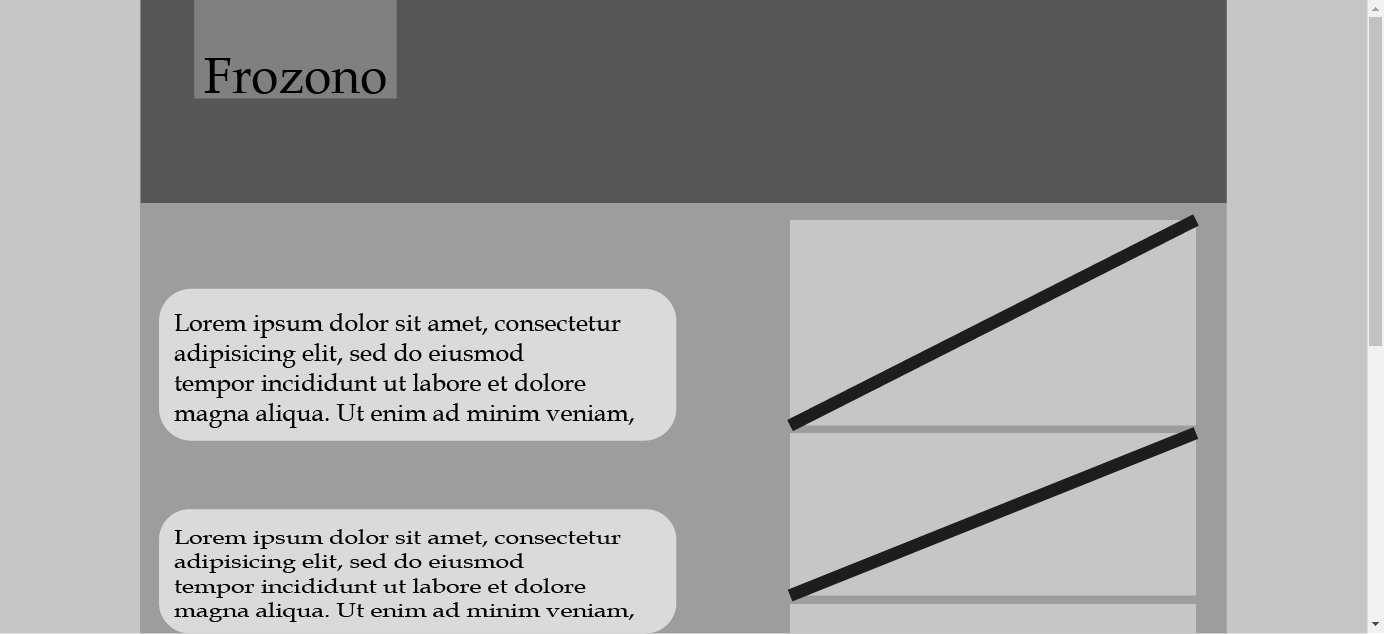 Frozono
Lorem ipsum dolor sit amet, consectetur
adipisicing elit, sed do eiusmod
tempor incididunt ut labore et dolore
magna aliqua. Ut enim ad minim veniam,
Lorem ipsum dolor sit amet, consectetur
adipisicing elit, sed do eiusmod
tempor incididunt ut labore et dolore
magna aliqua. Ut enim ad minim veniam,